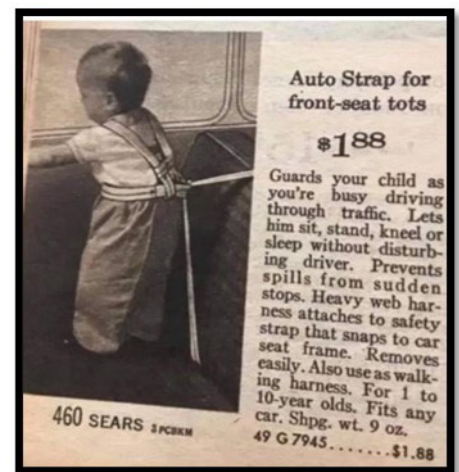 Auto Strap for
front-seat tots
$1.88
Guards your child as
you're busy driving
through traffic. Lets
him sit, stand, kneel or
sleep without disturb-
ing driver. Prevents
spills from sudden
stops. Heavy web har-
ness attaches to safety
strap that snaps to car
seat frame. Removes
easily. Also use as walk-
ing harness. For 1 to
10-year olds. Fits any
car. Shpg. wt. 9 oz.
49 G 7945.......$1.88
460 SEARS 2 PCBKM